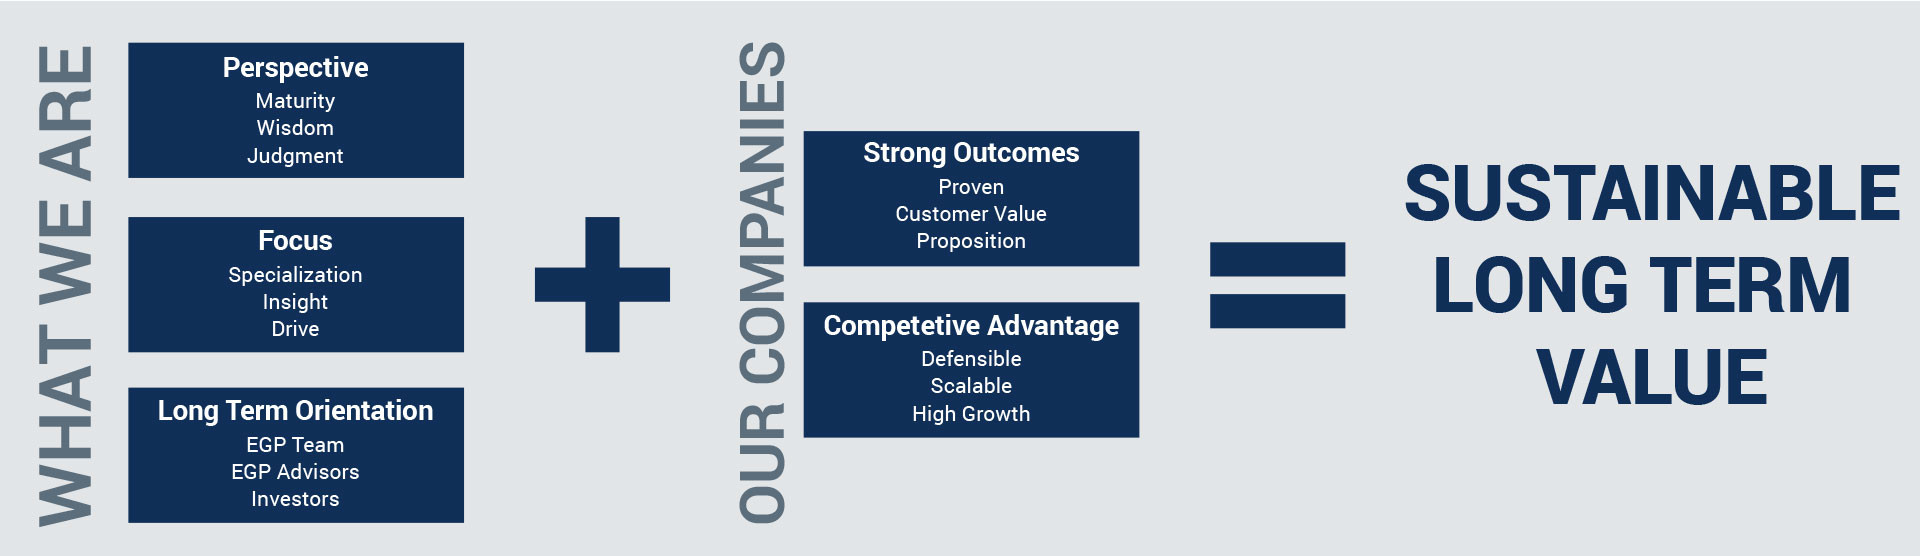 WHAT WE ARE
Perspective
Maturity
Wisdom
Judgment
Focus
Specialization
Insight
Drive
Long Term Orientation
EGP Team
EGP Advisors
Investors
OUR COMPANIES
Strong Outcomes
Proven
Customer Value
Proposition
Competetive Advantage
Defensible
Scalable
High Growth
SUSTAINABLE
LONG TERM
VALUE